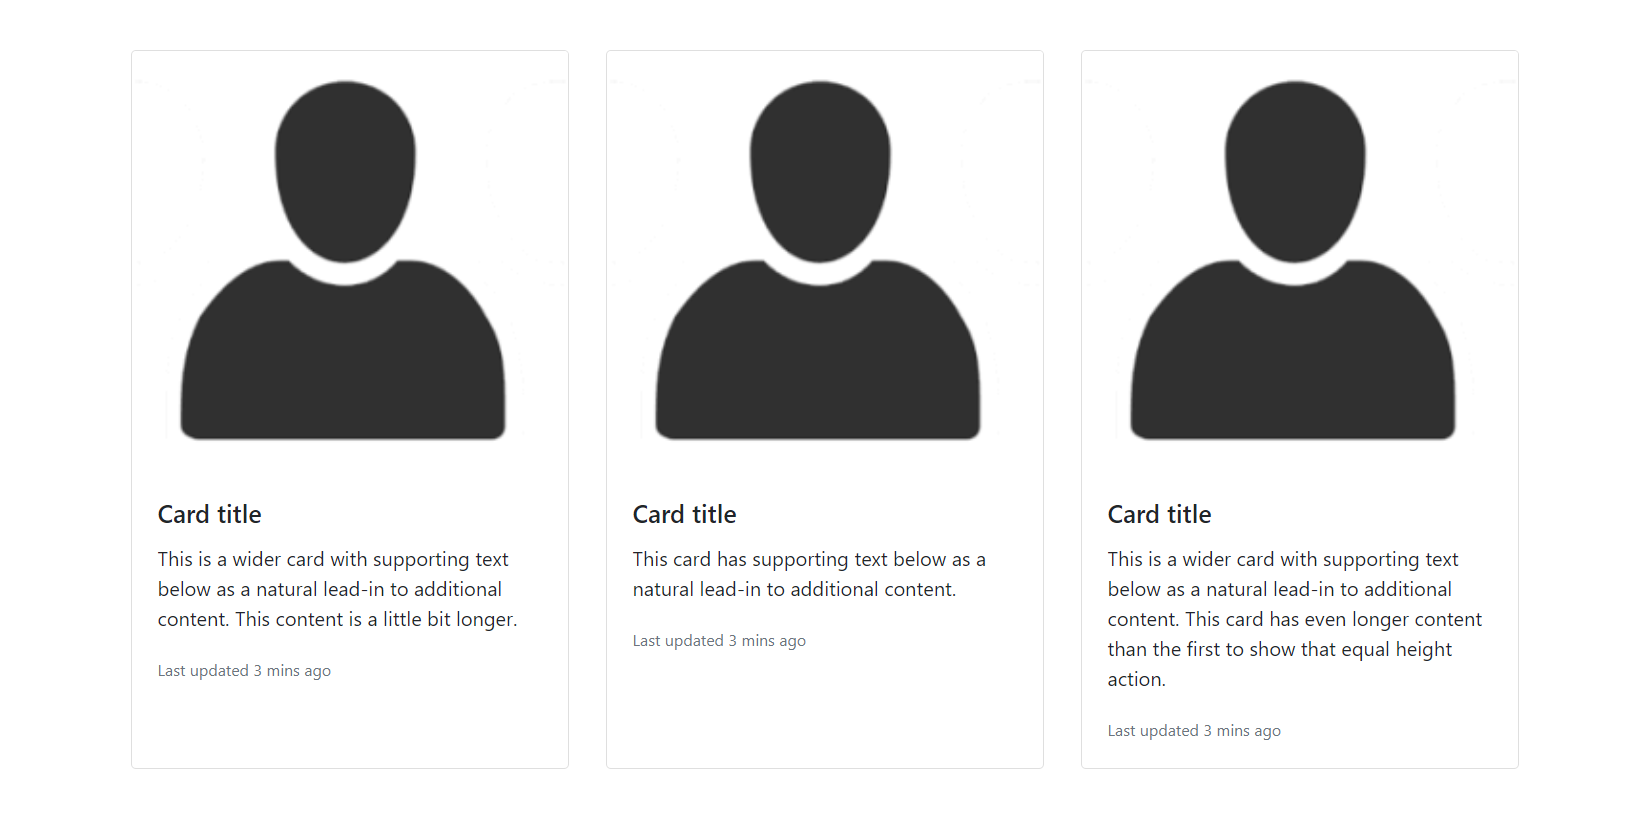 Card title
This is a wider card with supporting text
below as a natural lead-in to additional
content. This content is a little bit longer.
Last updated 3 mins ago
Card title
This card has supporting text below as a
natural lead-in to additional content.
Last updated 3 mins ago
Card title
This is a wider card with supporting text
below as a natural lead-in to additional
content. This card has even longer content
than the first to show that equal height
action.
Last updated 3 mins ago